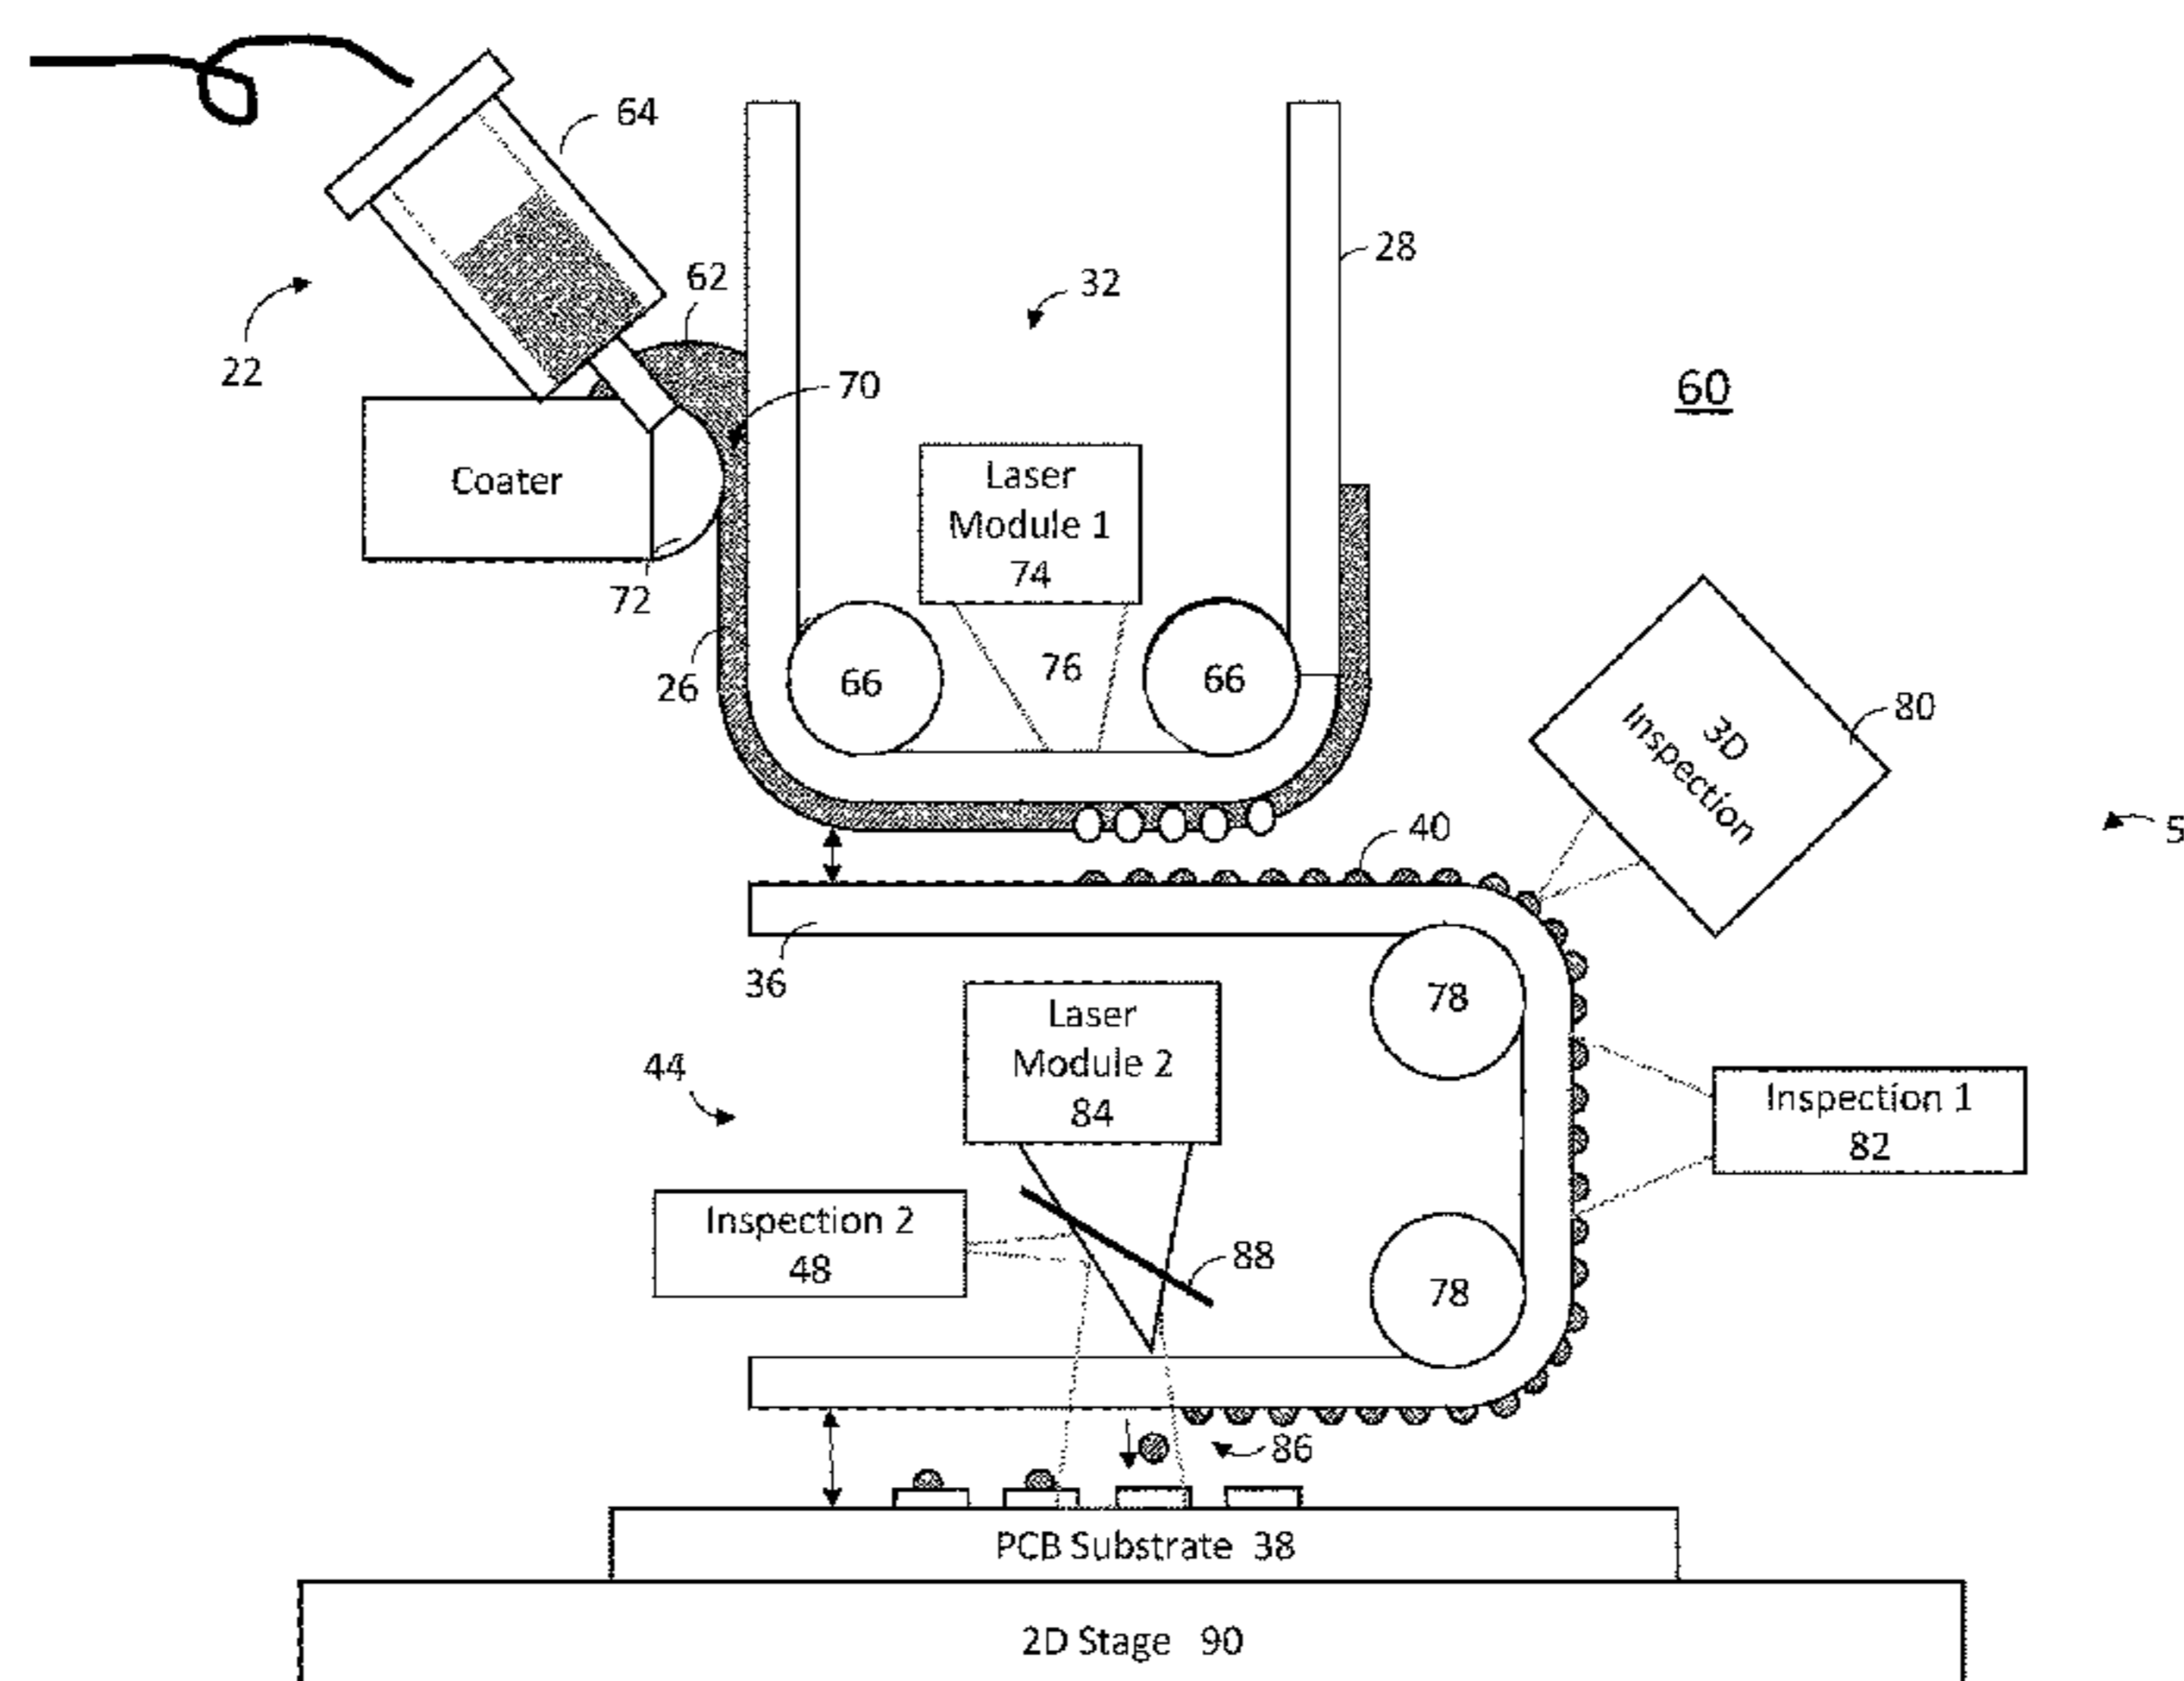 64
28
62
32
22
70
60
Coater
Laser
Module 1
74
72
76
26
66
66
80
3D
Inspection
40
5
36
78
Laser
Module 2
84
44
Inspection 1
82
Inspection 2
48
88
78
86
PCB Substrate 38
2D Stage 90